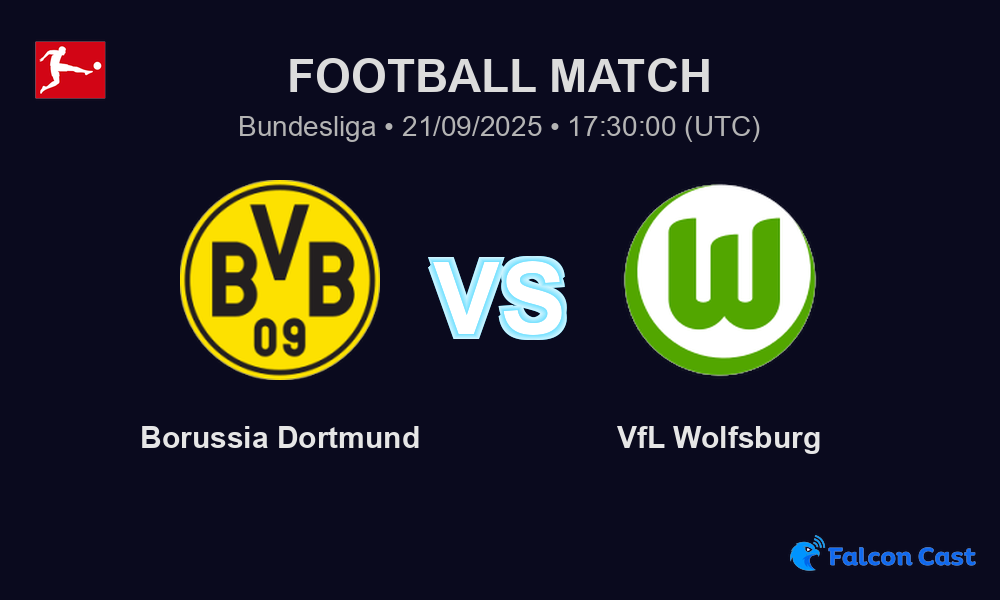 FOOTBALL MATCH
Bundesliga • 21/09/2025 • 17:30:00 (UTC)
BVB
09
VS
W
Borussia Dortmund
VfL Wolfsburg
Falcon Cast